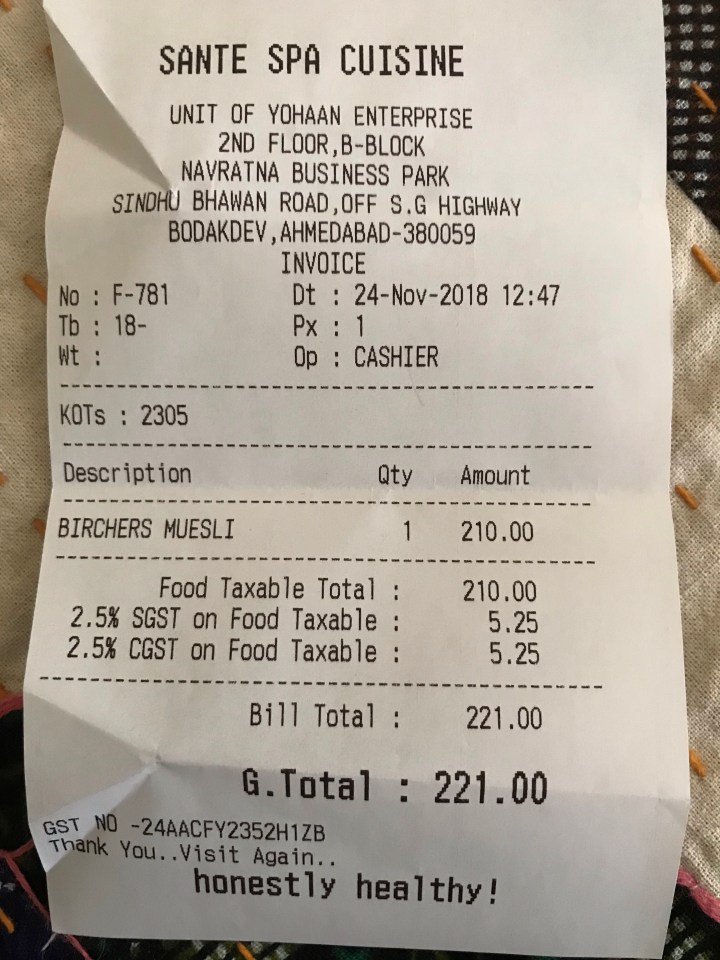 SANTE SPA CUISINE
UNIT OF YOHAAN ENTERPRISE
2ND FLOOR,B-BLOCK
NAVRATNA BUSINESS PARK
SINDHU BHAWAN ROAD,OFF S.G HIGHWAY
BODAKDEV,AHMEDABAD-380059
INVOICE
No : F-781 Dt : 24-Nov-2018 12:47
Tb : 18- Px : 1
Wt : Op : CASHIER
KOTs : 2305
Description Qty Amount
BIRCHERS MUESLI 1 210.00
Food Taxable Total : 210.00
2.5% SGST on Food Taxable : 5.25
2.5% CGST on Food Taxable : 5.25
Bill Total : 221.00
G.Total : 221.00
GST NO -24AACFY2352H1ZB
Thank You..Visit Again..
honestly healthy!